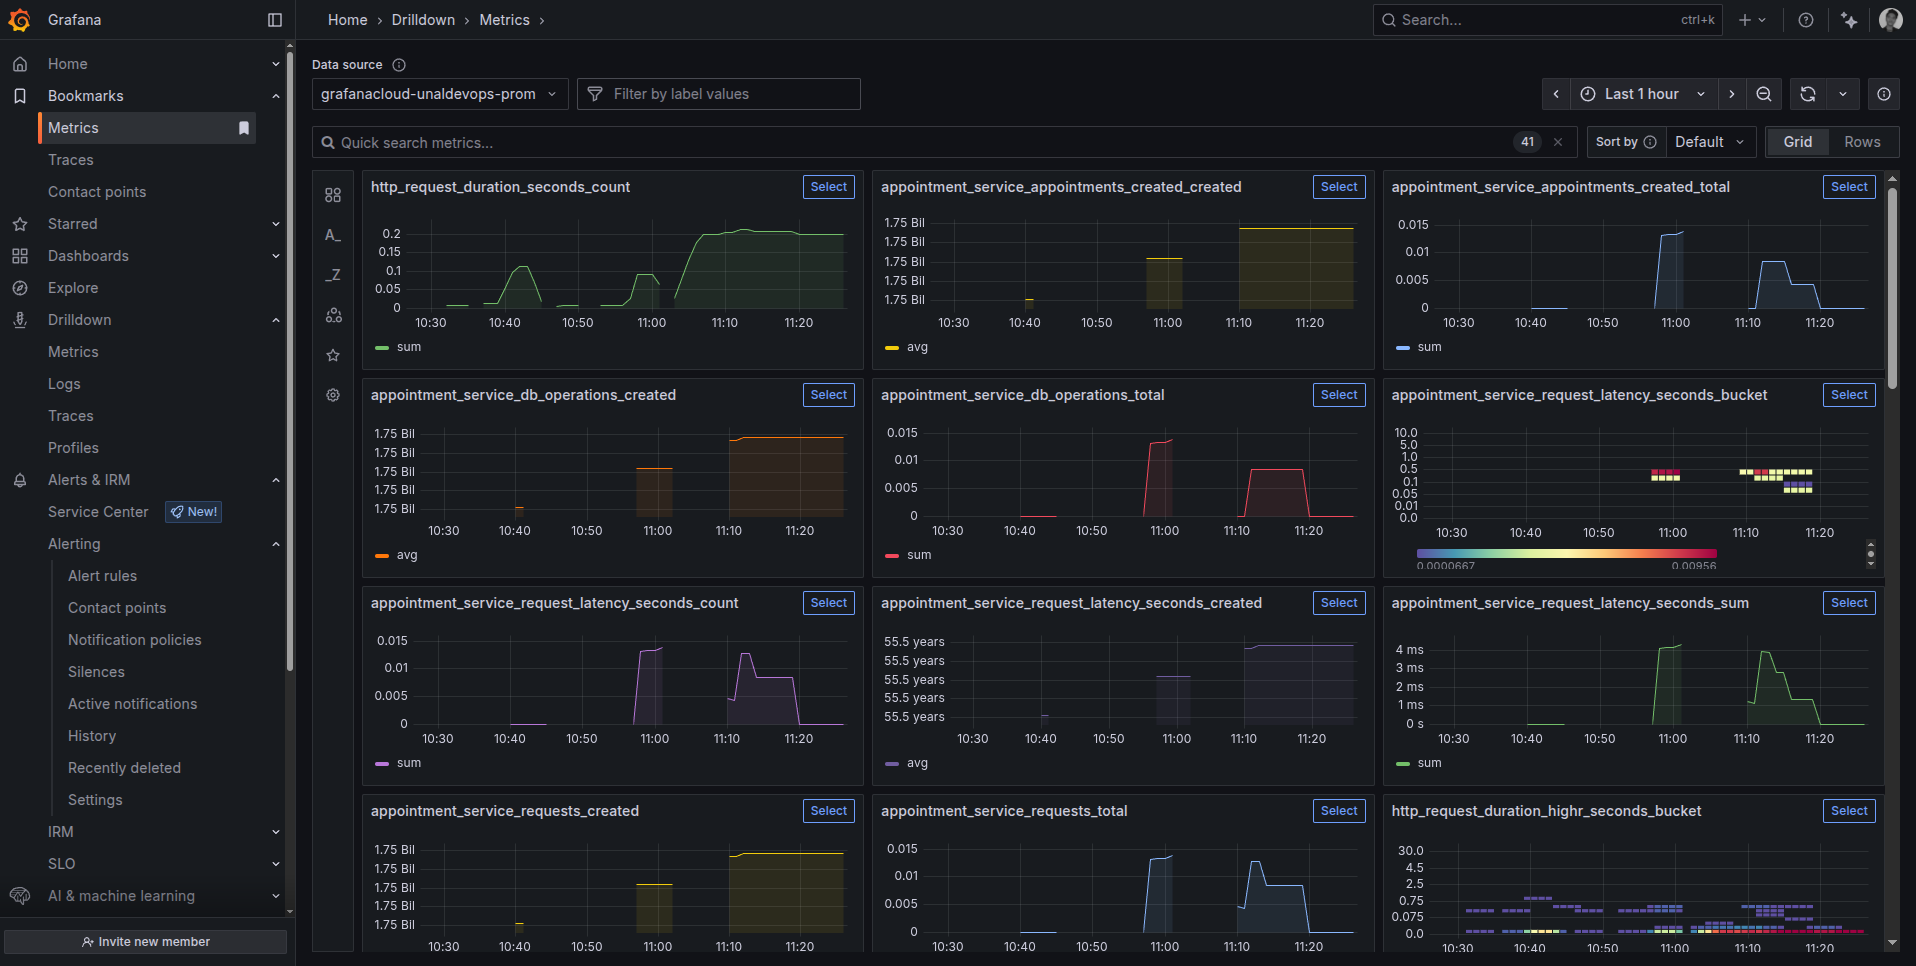 Grafana
Home › Drilldown › Metrics ›
Search... ctrl+k
Home
Bookmarks
Metrics
Traces
Contact points
Starred
Dashboards
Explore
Drilldown
Metrics
Logs
Traces
Profiles
Alerts & IRM
Service Center New!
Alerting
Alert rules
Contact points
Notification policies
Silences
Active notifications
History
Recently deleted
Settings
IRM
SLO
AI & machine learning
Invite new member
Data source
grafanacloud-unaldevops-prom
Filter by label values
Last 1 hour
Quick search metrics...
41
Sort by
Default
Grid
Rows
A_
_Z
http_request_duration_seconds_count
Select
0.2
0.15
0.1
0.05
0
10:30 10:40 10:50 11:00 11:10 11:20
sum
appointment_service_appointments_created_created
Select
1.75 Bil
1.75 Bil
1.75 Bil
1.75 Bil
1.75 Bil
10:30 10:40 10:50 11:00 11:10 11:20
avg
appointment_service_appointments_created_total
Select
0.015
0.01
0.005
0
10:30 10:40 10:50 11:00 11:10 11:20
sum
appointment_service_db_operations_created
Select
1.75 Bil
1.75 Bil
1.75 Bil
1.75 Bil
1.75 Bil
10:30 10:40 10:50 11:00 11:10 11:20
avg
appointment_service_db_operations_total
Select
0.015
0.01
0.005
0
10:30 10:40 10:50 11:00 11:10 11:20
sum
appointment_service_request_latency_seconds_bucket
Select
10.0
5.0
1.0
0.5
0.1
0.05
0.01
0.0
10:30 10:40 10:50 11:00 11:10 11:20
0.0000667 0.00956
appointment_service_request_latency_seconds_count
Select
0.015
0.01
0.005
0
10:30 10:40 10:50 11:00 11:10 11:20
sum
appointment_service_request_latency_seconds_created
Select
55.5 years
55.5 years
55.5 years
55.5 years
55.5 years
10:30 10:40 10:50 11:00 11:10 11:20
avg
appointment_service_request_latency_seconds_sum
Select
4 ms
3 ms
2 ms
1 ms
0 s
10:30 10:40 10:50 11:00 11:10 11:20
sum
appointment_service_requests_created
Select
1.75 Bil
1.75 Bil
1.75 Bil
1.75 Bil
1.75 Bil
10:30 10:40 10:50 11:00 11:10 11:20
appointment_service_requests_total
Select
0.015
0.01
0.005
0
10:30 10:40 10:50 11:00 11:10 11:20
http_request_duration_highr_seconds_bucket
Select
30.0
4.5
2.5
0.75
0.075
0.0
10:30 10:40 10:50 11:00 11:10 11:20